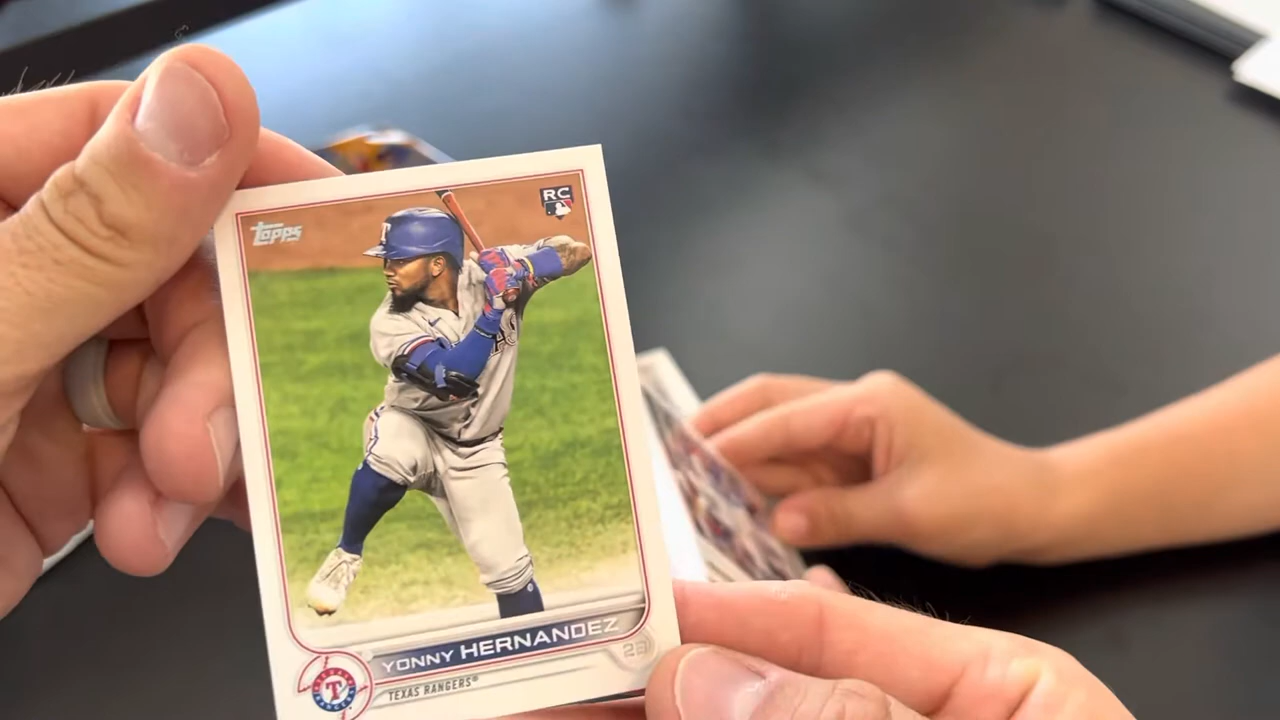 Topps
RC
YONNY HERNANDEZ
TEXAS RANGERS®
T